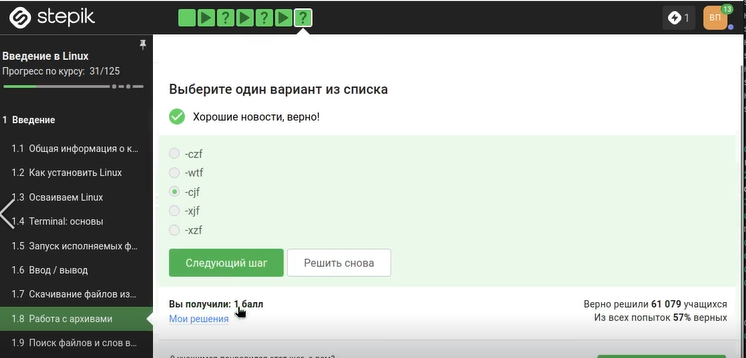 stepik
? ? ?
1
ВП
13
Введение в Linux
Прогресс по курсу: 31/125
1 Введение
1.1 Общая информация о к...
1.2 Как установить Linux
1.3 Осваиваем Linux
1.4 Terminal: основы
1.5 Запуск исполняемых ф...
1.6 Ввод / вывод
1.7 Скачивание файлов из...
1.8 Работа с архивами
1.9 Поиск файлов и слов в...
Выберите один вариант из списка
Хорошие новости, верно!
-czf
-wtf
-cjf
-xjf
-xzf
Следующий шаг
Решить снова
Вы получили: 1 балл
Мои решения
Верно решили 61 079 учащихся
Из всех попыток 57% верных